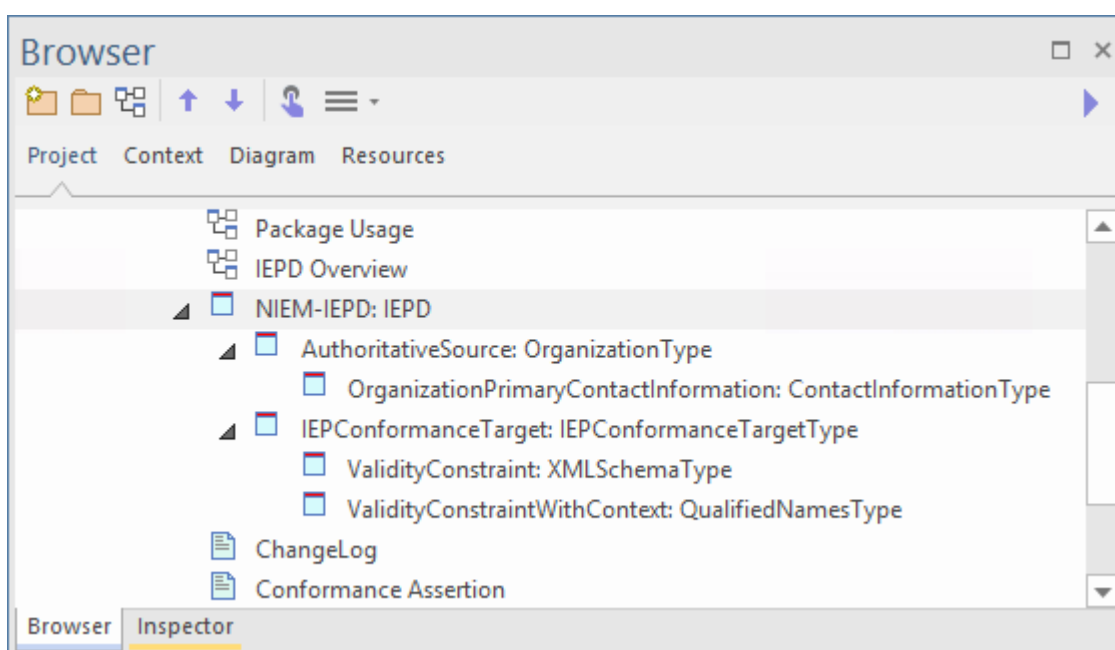 Browser
Project Context Diagram Resources
Package Usage
IEPD Overview
NIEM-IEPD: IEPD
AuthoritativeSource: OrganizationType
OrganizationPrimaryContactInformation: ContactInformationType
IEPConformanceTarget: IEPConformanceTargetType
ValidityConstraint: XMLSchemaType
ValidityConstraintWithContext: QualifiedNamesType
ChangeLog
Conformance Assertion
Browser Inspector